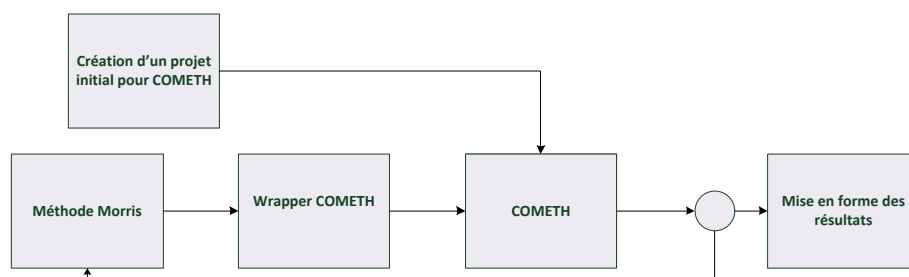 Création d’un projet
initial pour COMETH
Méthode Morris
Wrapper COMETH
COMETH
Mise en forme des
résultats